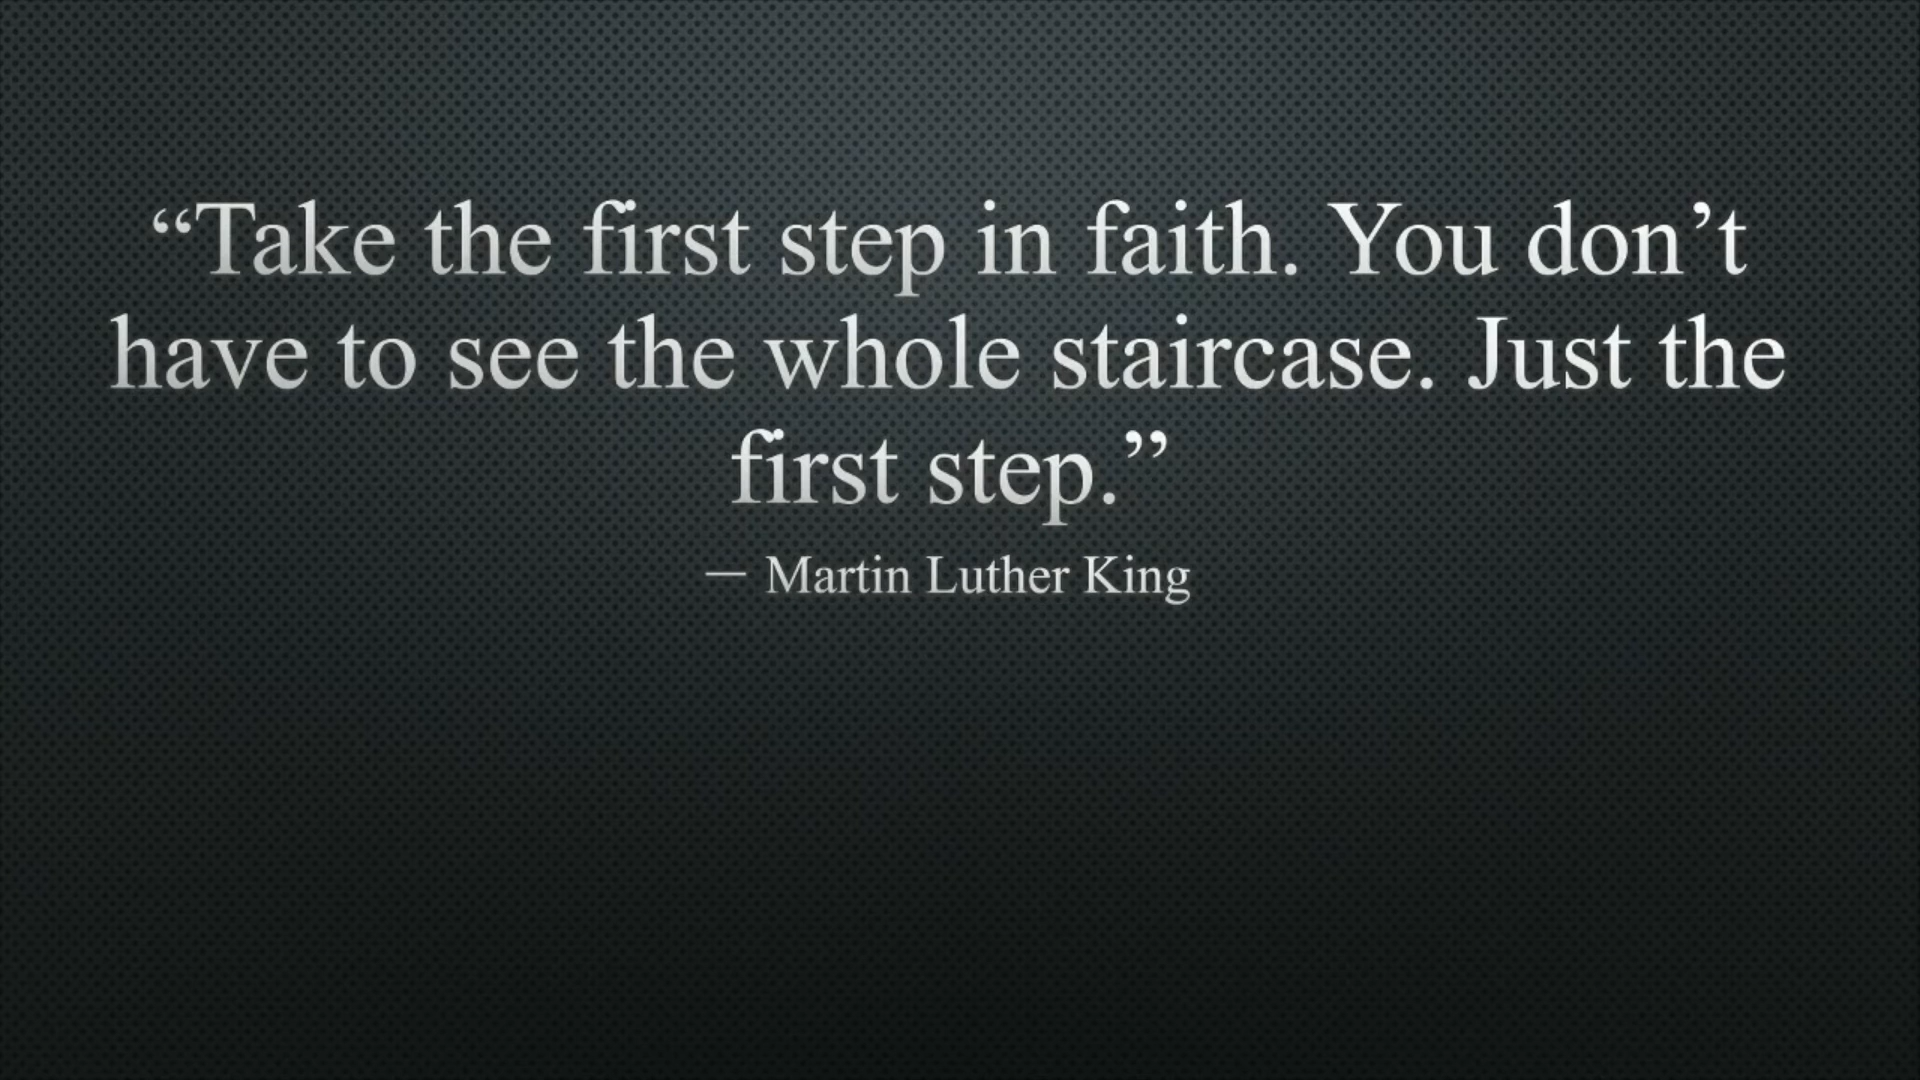 “Take the first step in faith. You don’t
have to see the whole staircase. Just the
first step.”
— Martin Luther King